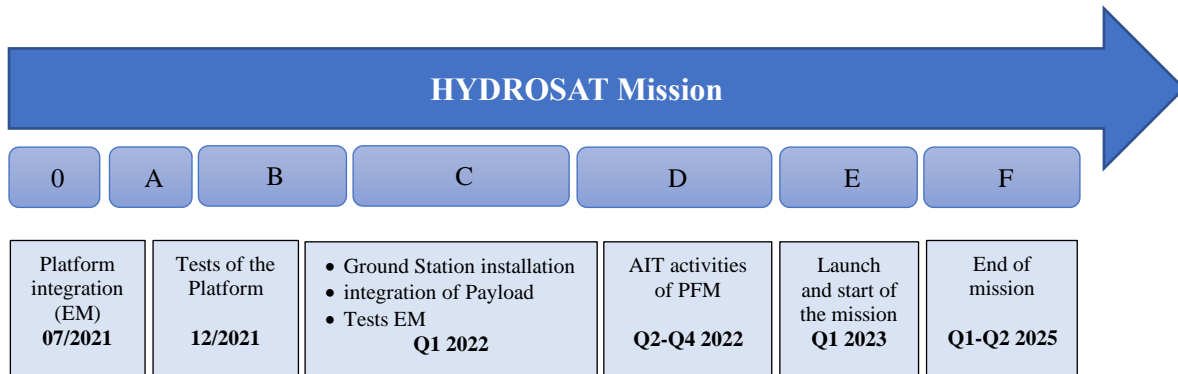 HYDROSAT Mission
0
A
B
C
D
E
F
Platform
integration
(EM)
07/2021
Tests of the
Platform
12/2021
• Ground Station installation
• integration of Payload
• Tests EM
Q1 2022
AIT activities
of PFM
Q2-Q4 2022
Launch
and start of
the mission
Q1 2023
End of
mission
Q1-Q2 2025